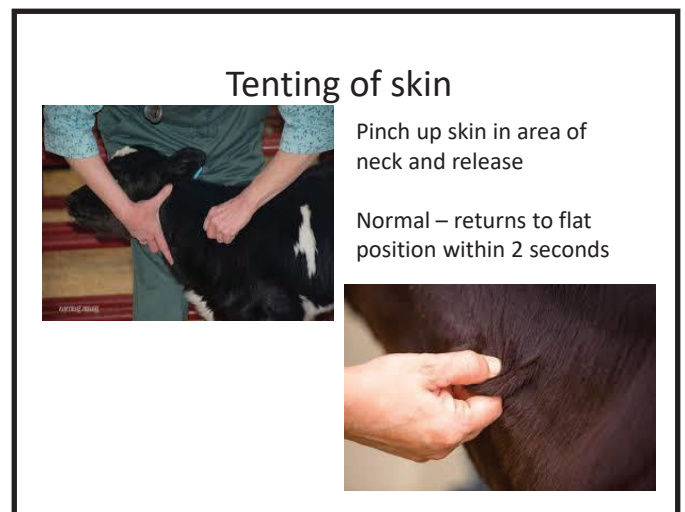 Tenting of skin
Pinch up skin in area of
neck and release
Normal – returns to flat
position within 2 seconds